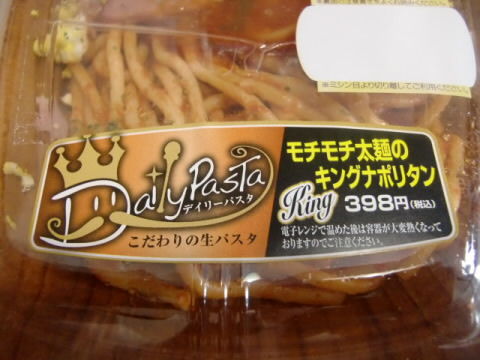 ※ミシン目より切り離してご利用ください。
Daily Pasta
デイリーパスタ
こだわりの生パスタ
モチモチ太麺の
キングナポリタン
King 398円(税込)
電子レンジで温めた後は容器が大変熱くなって
おりますのでご注意ください。